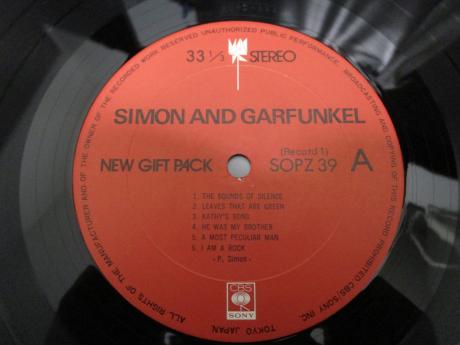 ALL RIGHTS OF THE MANUFACTURER AND OF THE OWNER OF THE RECORDED WORK RESERVED UNAUTHORIZED PUBLIC PERFORMANCE, BROADCASTING AND COPYING OF THIS RECORD PROHIBITED CBS/SONY INC. TOKYO JAPAN.
33 1/3 STEREO
SIMON AND GARFUNKEL
(Record 1)
NEW GIFT PACK SOPZ 39 A
1. THE SOUNDS OF SILENCE
2. LEAVES THAT ARE GREEN
3. KATHY'S SONG
4. HE WAS MY BROTHER
5. A MOST PECULIAR MAN
6. I AM A ROCK
-P. Simon-
CBS
SONY